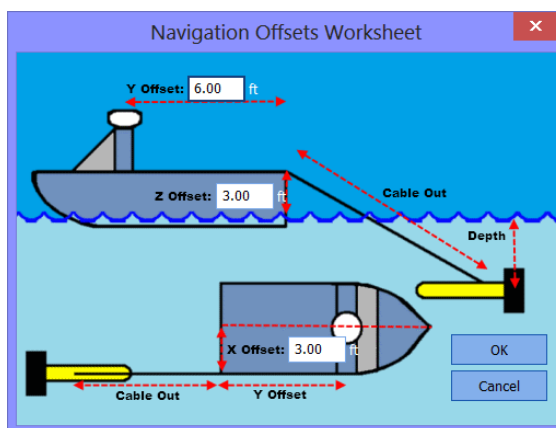 Navigation Offsets Worksheet
Y Offset: 6.00 ft
Cable Out
Z Offset: 3.00 ft
Depth
X Offset: 3.00 ft
OK
Cancel
Cable Out
Y Offset